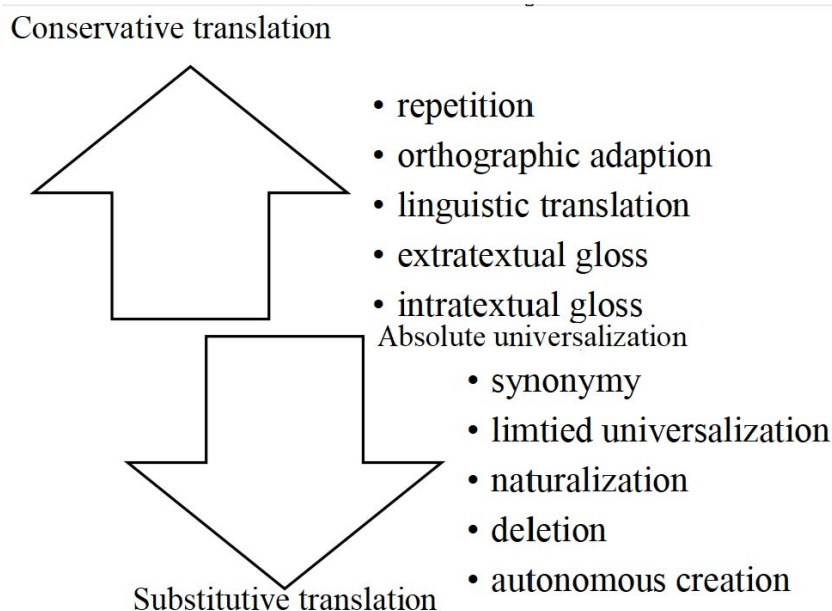 Conservative translation
• repetition
• orthographic adaption
• linguistic translation
• extratextual gloss
• intratextual gloss
Absolute universalization
• synonymy
• limtied universalization
• naturalization
• deletion
• autonomous creation
Substitutive translation